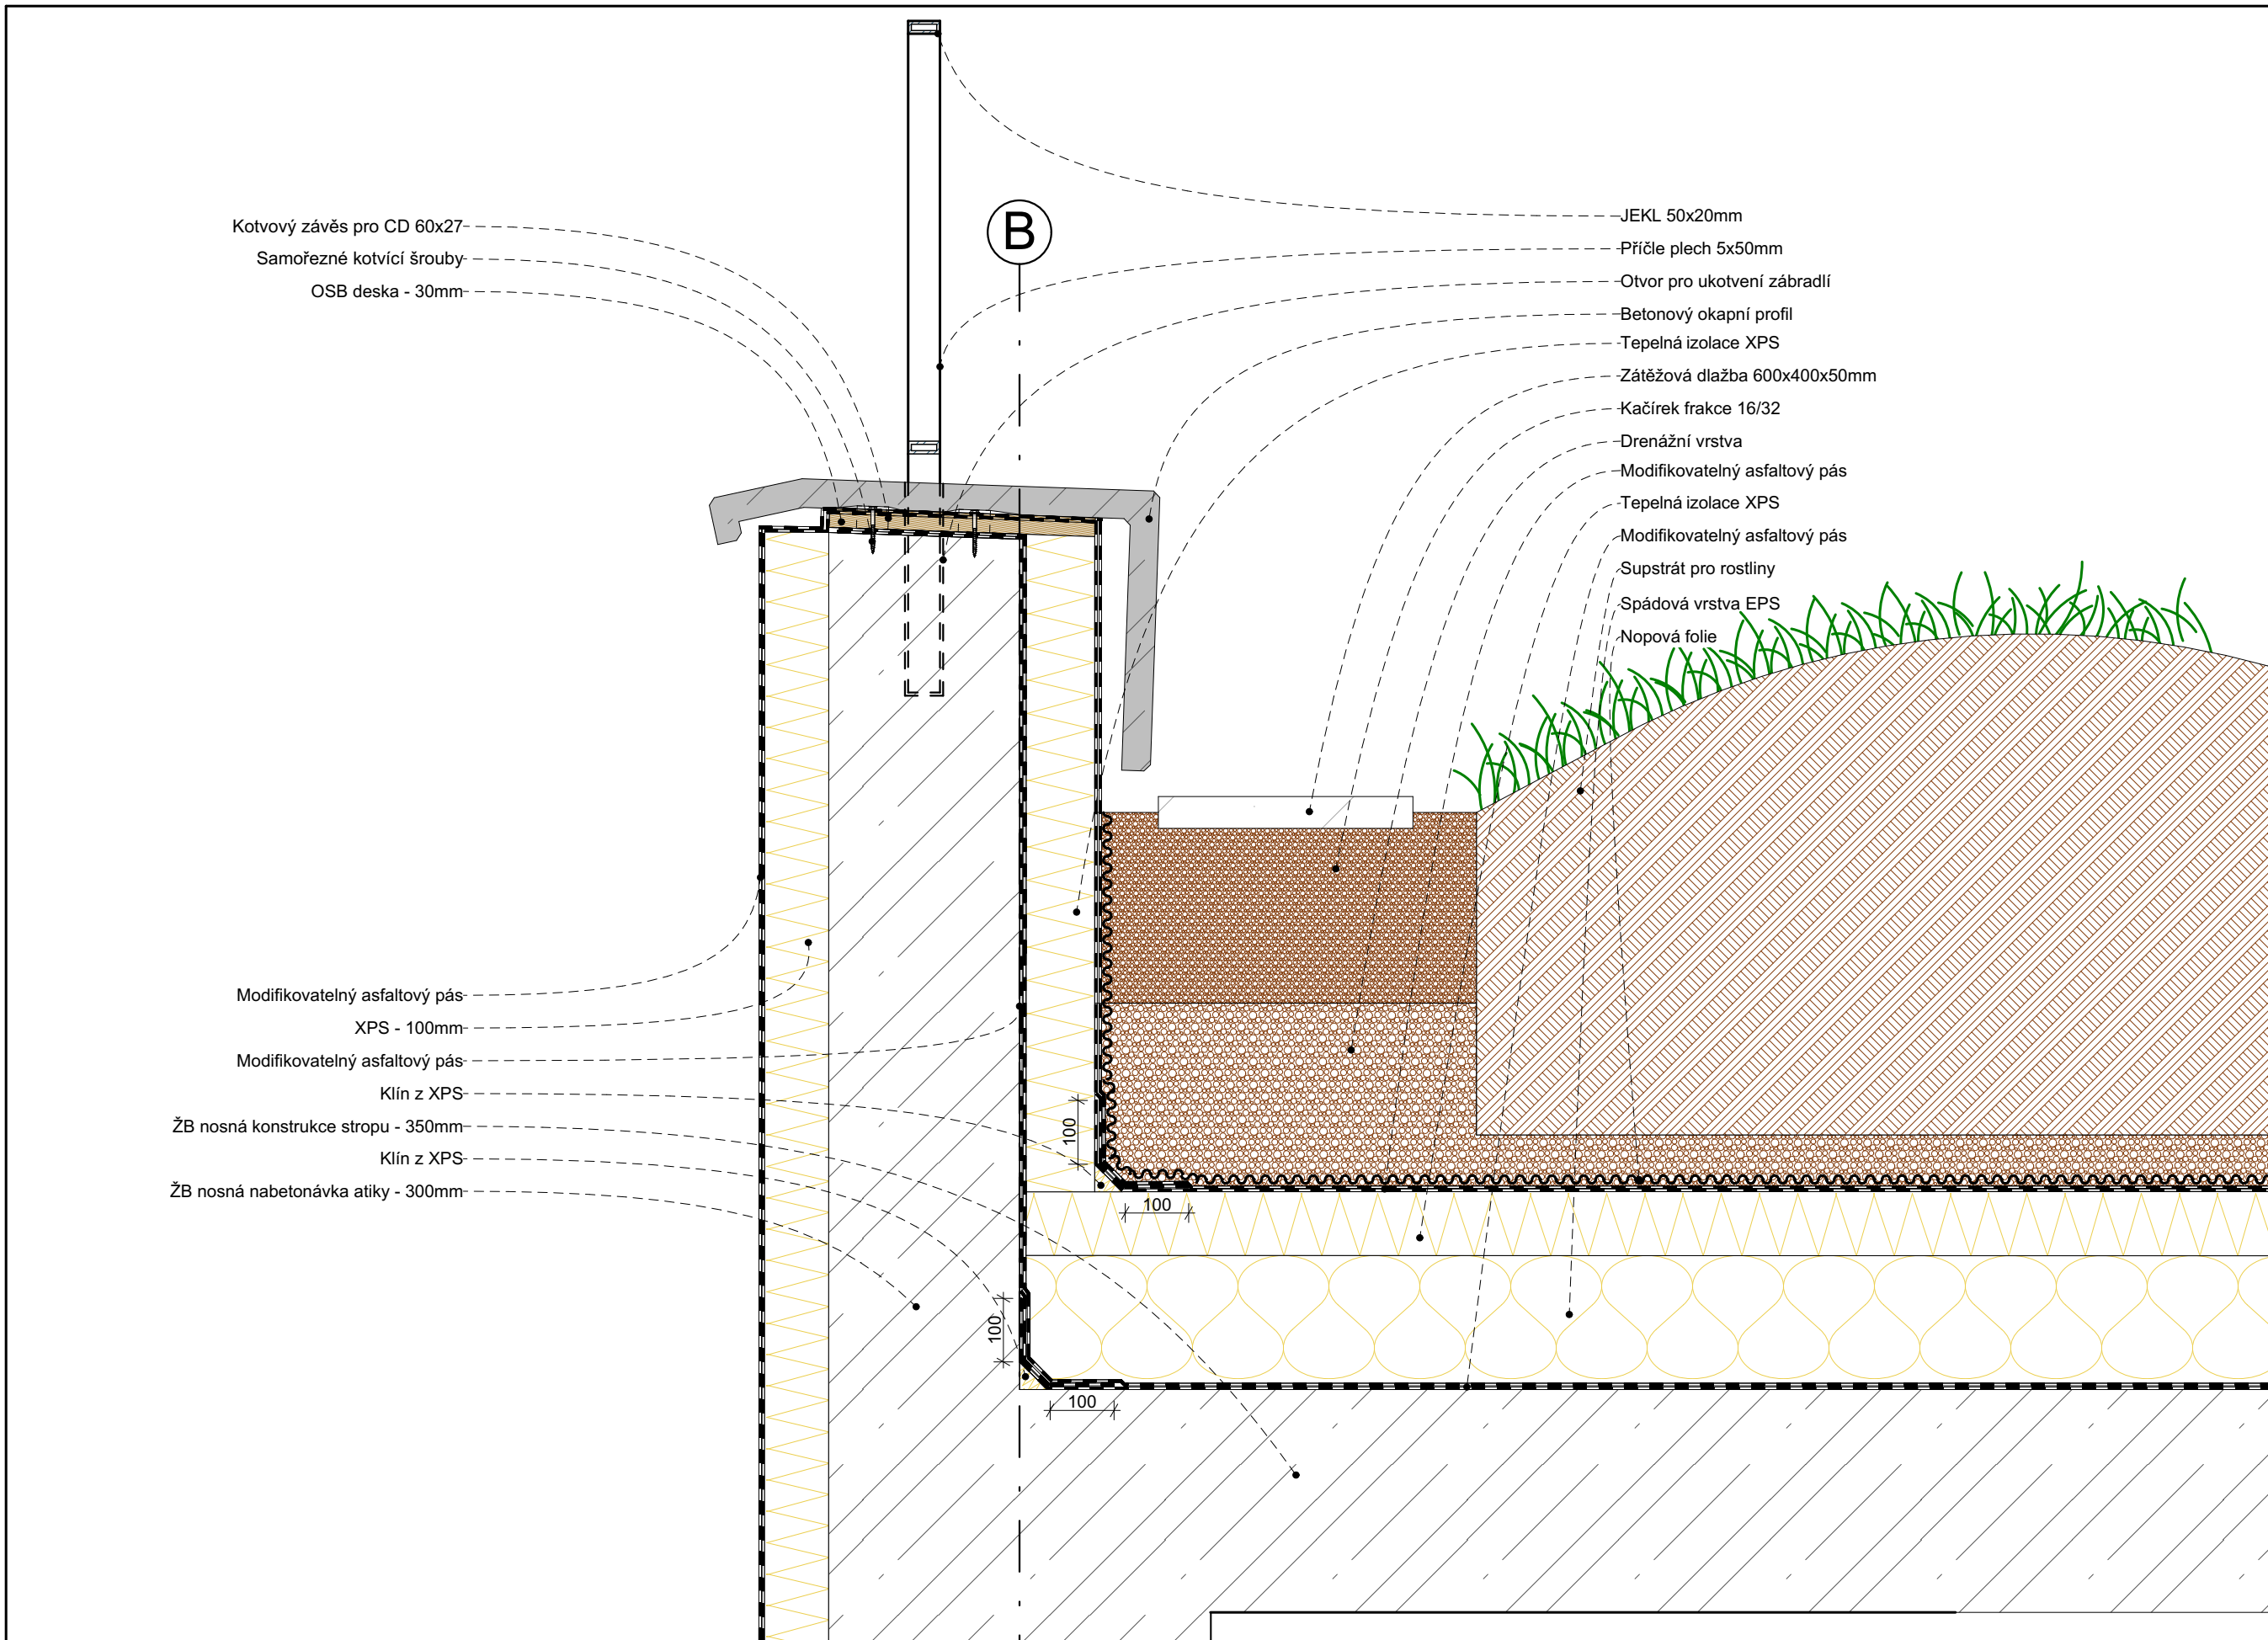 B
Kotvový závěs pro CD 60x27
Samořezné kotvící šrouby
OSB deska - 30mm
JEKL 50x20mm
Příčle plech 5x50mm
Otvor pro ukotvení zábradlí
Betonový okapní profil
Tepelná izolace XPS
Zátěžová dlažba 600x400x50mm
Kačírek frakce 16/32
Drenážní vrstva
Modifikovatelný asfaltový pás
Tepelná izolace XPS
Modifikovatelný asfaltový pás
Supstrát pro rostliny
Spádová vrstva EPS
Nopová folie
Modifikovatelný asfaltový pás
XPS - 100mm
Modifikovatelný asfaltový pás
Klín z XPS
ŽB nosná konstrukce stropu - 350mm
Klín z XPS
ŽB nosná nabetonávka atiky - 300mm
100
100
100
100